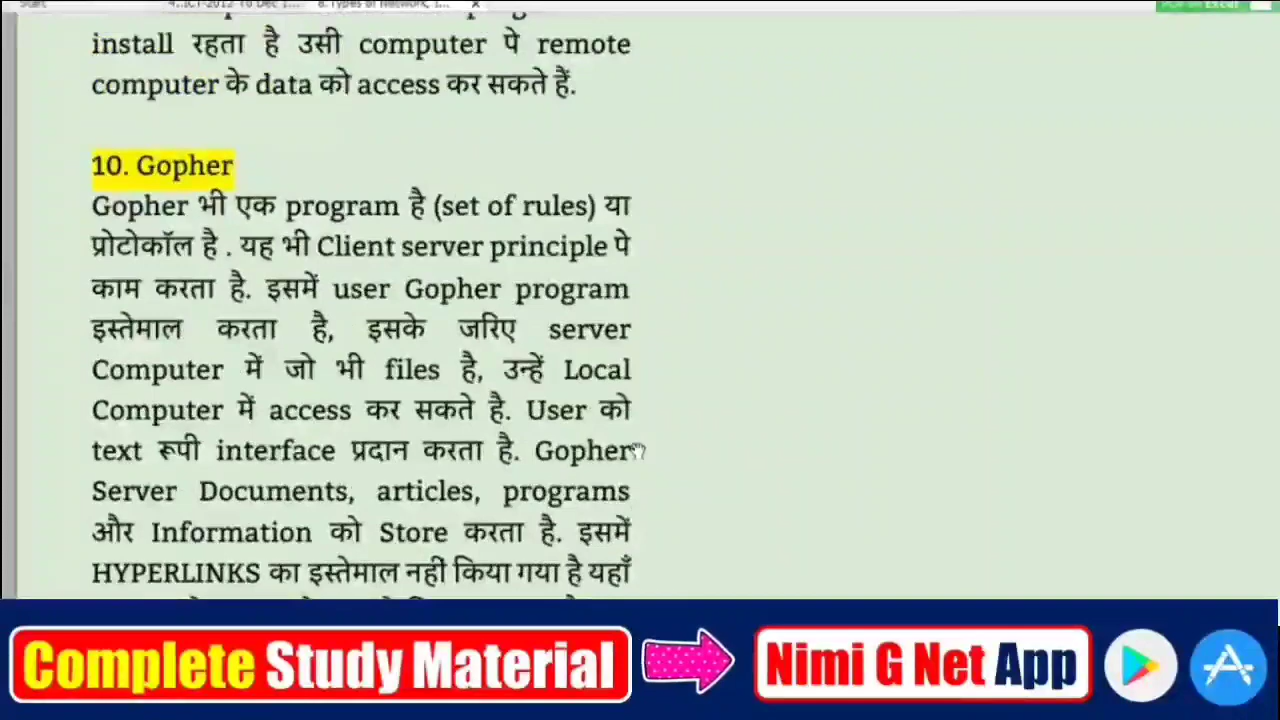 Start
install रहता है उसी computer पे remote
computer के data को access कर सकते हैं.
10. Gopher
Gopher भी एक program है (set of rules) या
प्रोटोकॉल है . यह भी Client server principle पे
काम करता है. इसमें user Gopher program
इस्तेमाल करता है, इसके जरिए server
Computer में जो भी files है, उन्हें Local
Computer में access कर सकते है. User को
text रूपी interface प्रदान करता है. Gopher
Server Documents, articles, programs
और Information को Store करता है. इसमें
HYPERLINKS का इस्तेमाल नहीं किया गया है यहाँ
Complete Study Material
Nimi G Net App